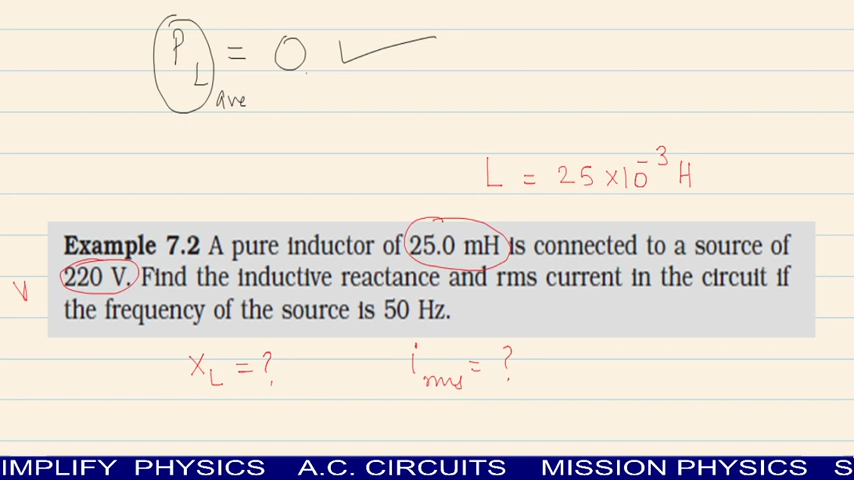 P_L ave = 0 ✓
L = 25 ×10⁻³ H
Example 7.2 A pure inductor of 25.0 mH is connected to a source of
220 V. Find the inductive reactance and rms current in the circuit if
the frequency of the source is 50 Hz.
V
X_L = ?   i_rms = ?
IMPLIFY PHYSICS   A.C. CIRCUITS   MISSION PHYSICS   S